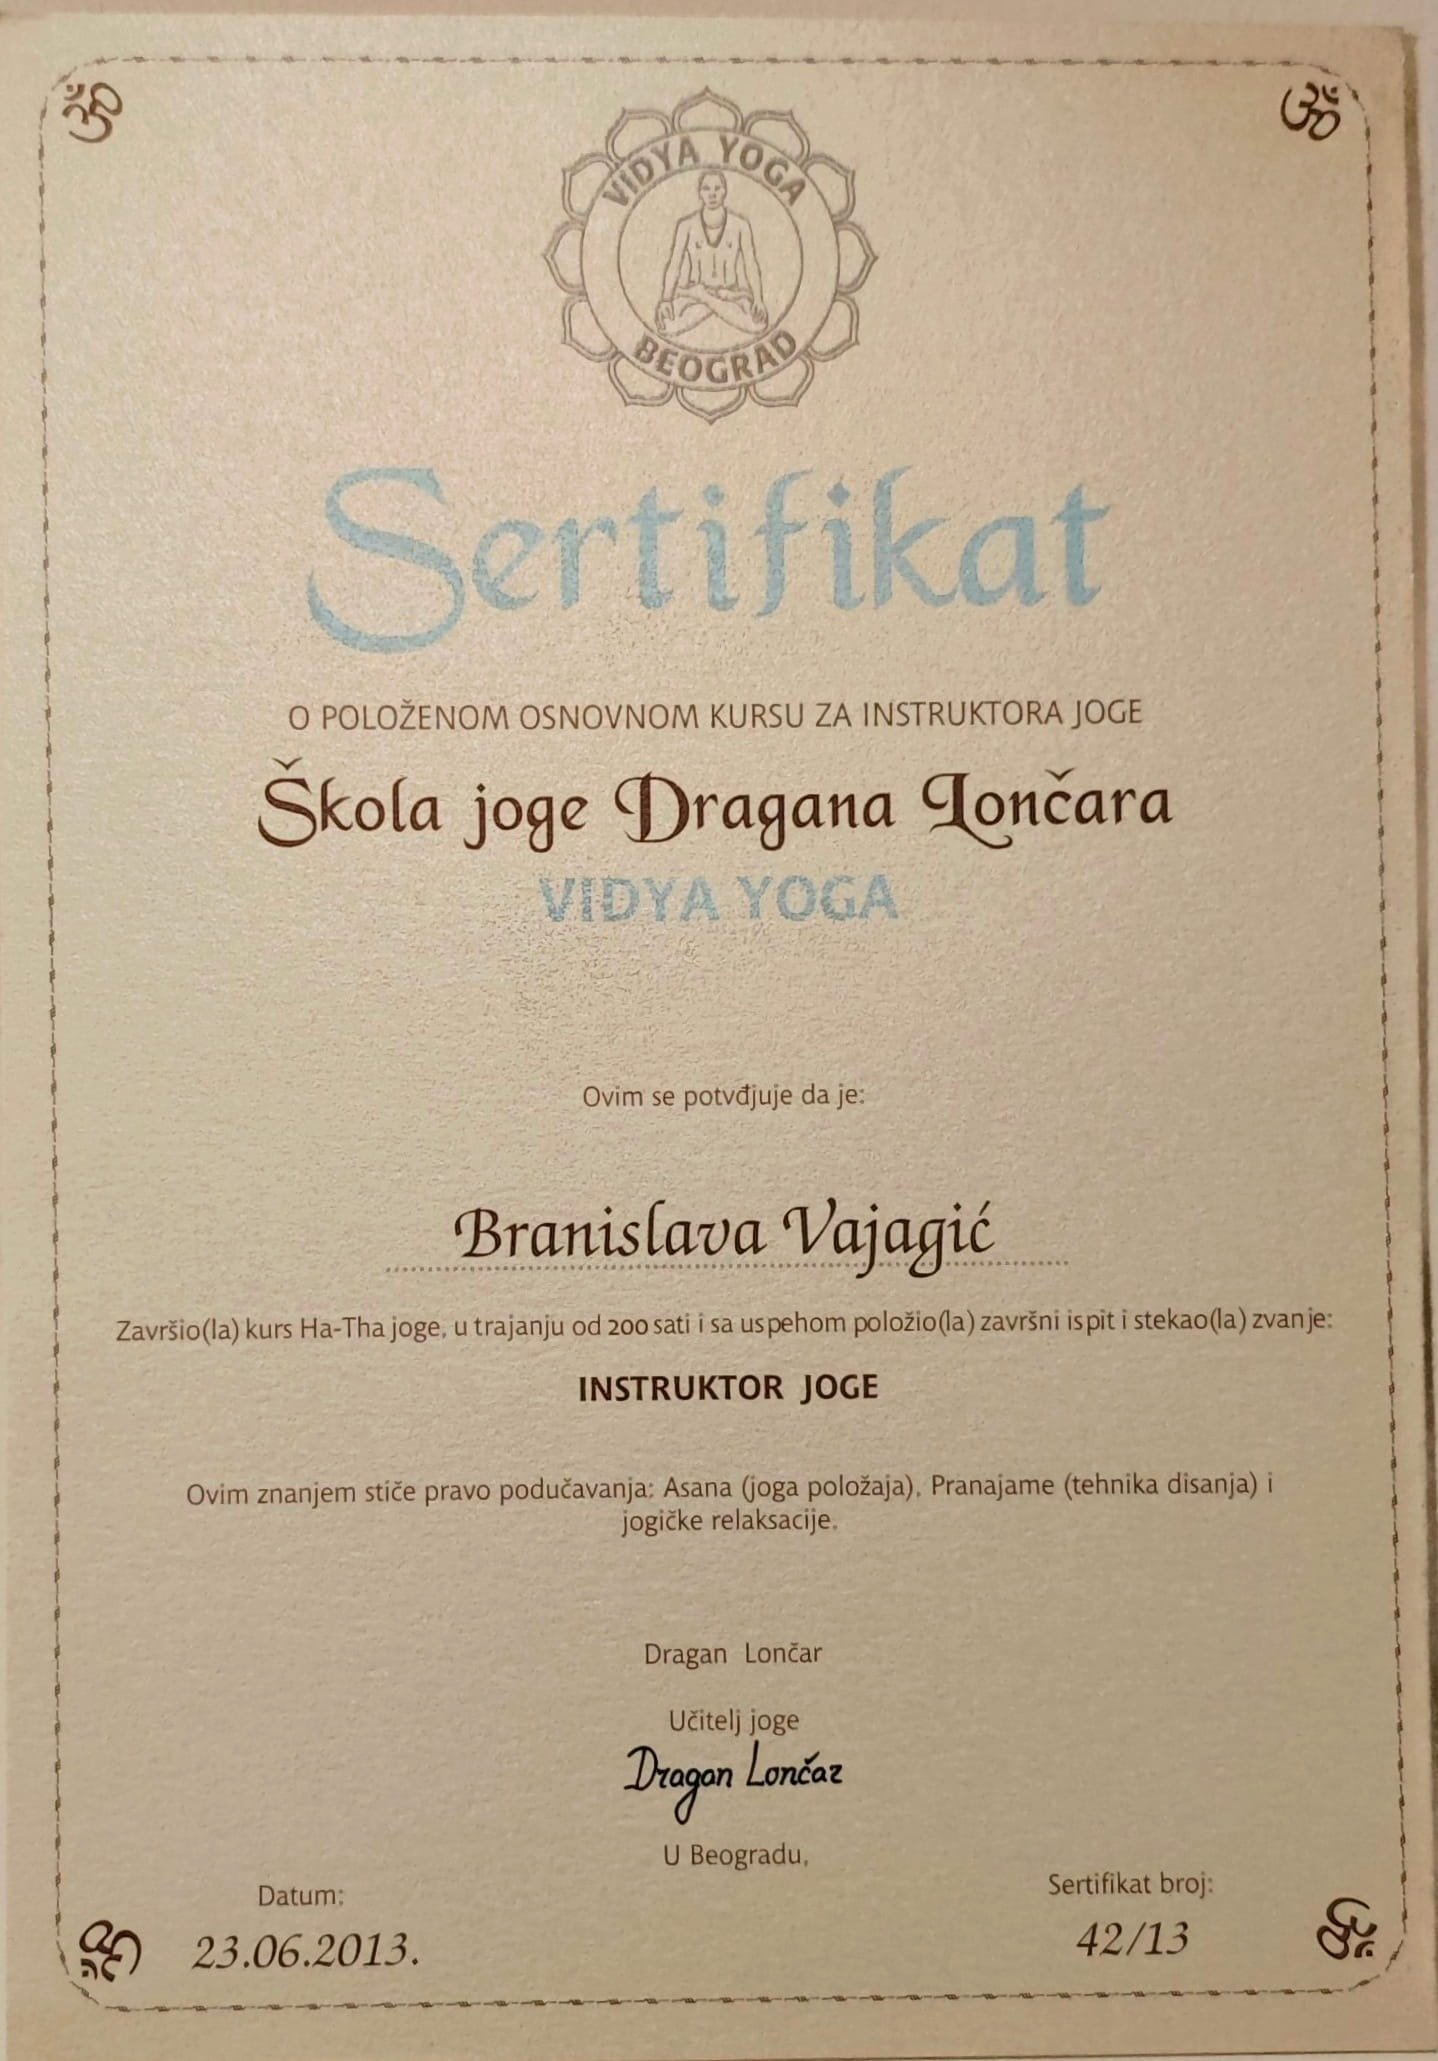 VIDYA YOGA
BEOGRAD
Sertifikat
O POLOŽENOM OSNOVNOM KURSU ZA INSTRUKTORA JOGE
Škola joge Dragana Lončara
VIDYA YOGA
Ovim se potvđjuje da je:
Branislava Vajagić
Završio(la) kurs Ha-Tha joge, u trajanju od 200 sati i sa uspehom položio(la) završni ispit i stekao(la) zvanje:
INSTRUKTOR JOGE
Ovim znanjem stiče pravo podučavanja: Asana (joga položaja), Pranajame (tehnika disanja) i
jogičke relaksacije.
Dragan Lončar
Učitelj joge
Dragan Lončar
U Beogradu,
Datum:
23.06.2013.
Sertifikat broj:
42/13
ॐ
ॐ
ॐ
ॐ